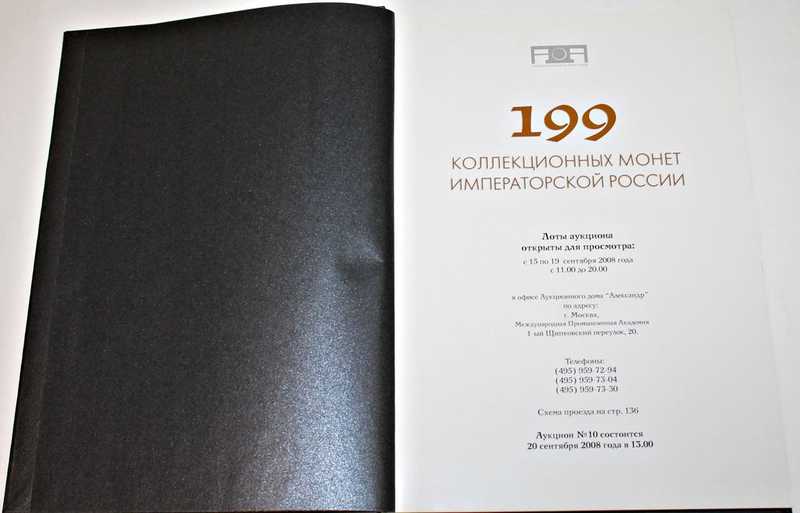 199
КОЛЛЕКЦИОННЫХ МОНЕТ
ИМПЕРАТОРСКОЙ РОССИИ
Лоты аукциона
открыты для просмотра:
с 15 по 19 сентября 2008 года
с 11.00 до 20.00
в офисе Аукционного дома "Александр"
по адресу:
г. Москва,
Международная Промышленная Академия
1-ый Щипковский переулок, 20.
Телефоны:
(495) 959-72-94
(495) 959-73-04
(495) 959-73-30
Схема проезда на стр. 136
Аукцион №10 состоится
20 сентября 2008 года в 13.00